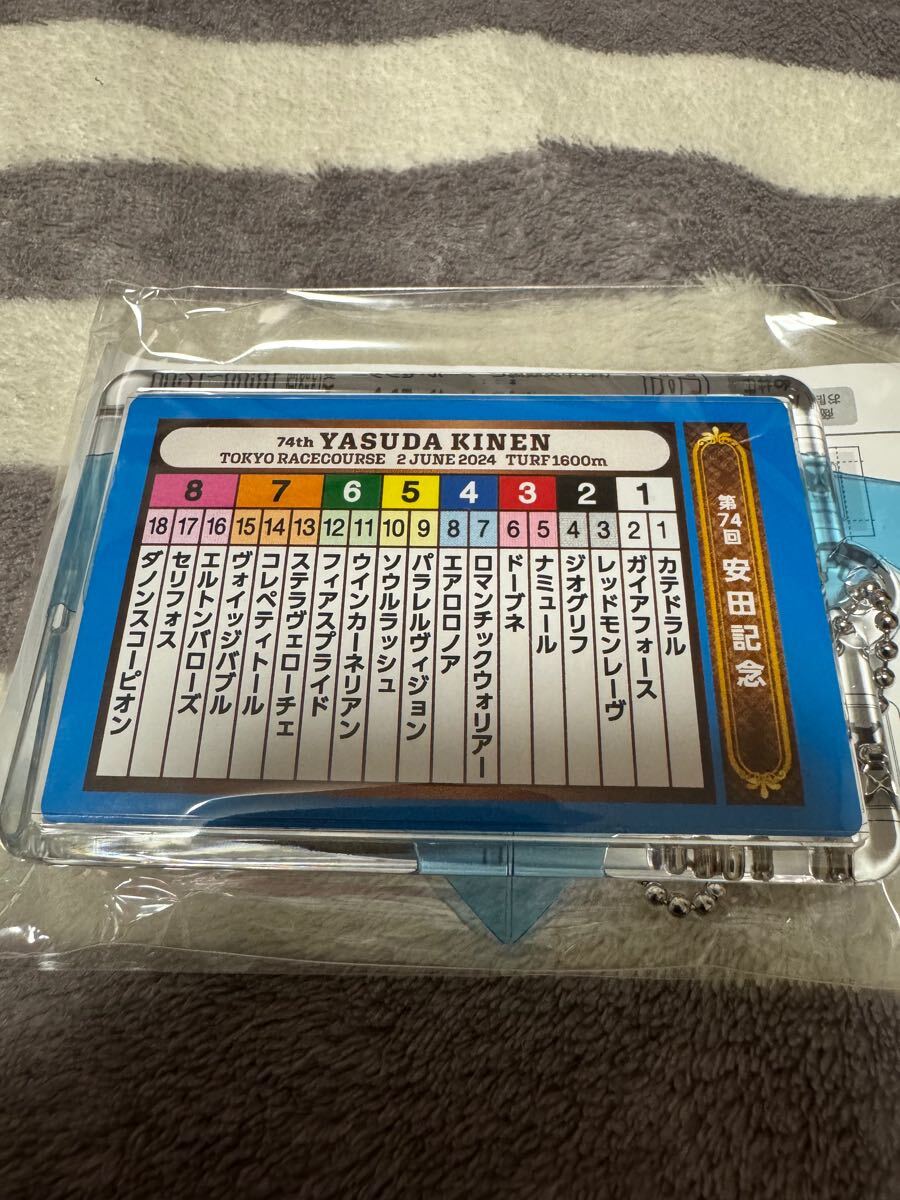 74th YASUDA KINEN
TOKYO RACECOURSE 2 JUNE 2024 TURF 1600m
第74回 安田記念
8 7 6 5 4 3 2 1
18 17 16 15 14 13 12 11 10 9 8 7 6 5 4 3 2 1
カテドラル
ガイアフォース
レッドモンレーヴ
ジオグリフ
ナミュール
ドーブネ
ロマンチックウォリアー
エアロロノア
パラレルヴィジョン
ソウルラッシュ
ウインカーネリアン
フィアスプライド
ステラヴェローチェ
コレペティトール
ヴォイッジバブル
エルトンバローズ
セリフォス
ダノンスコーピオン